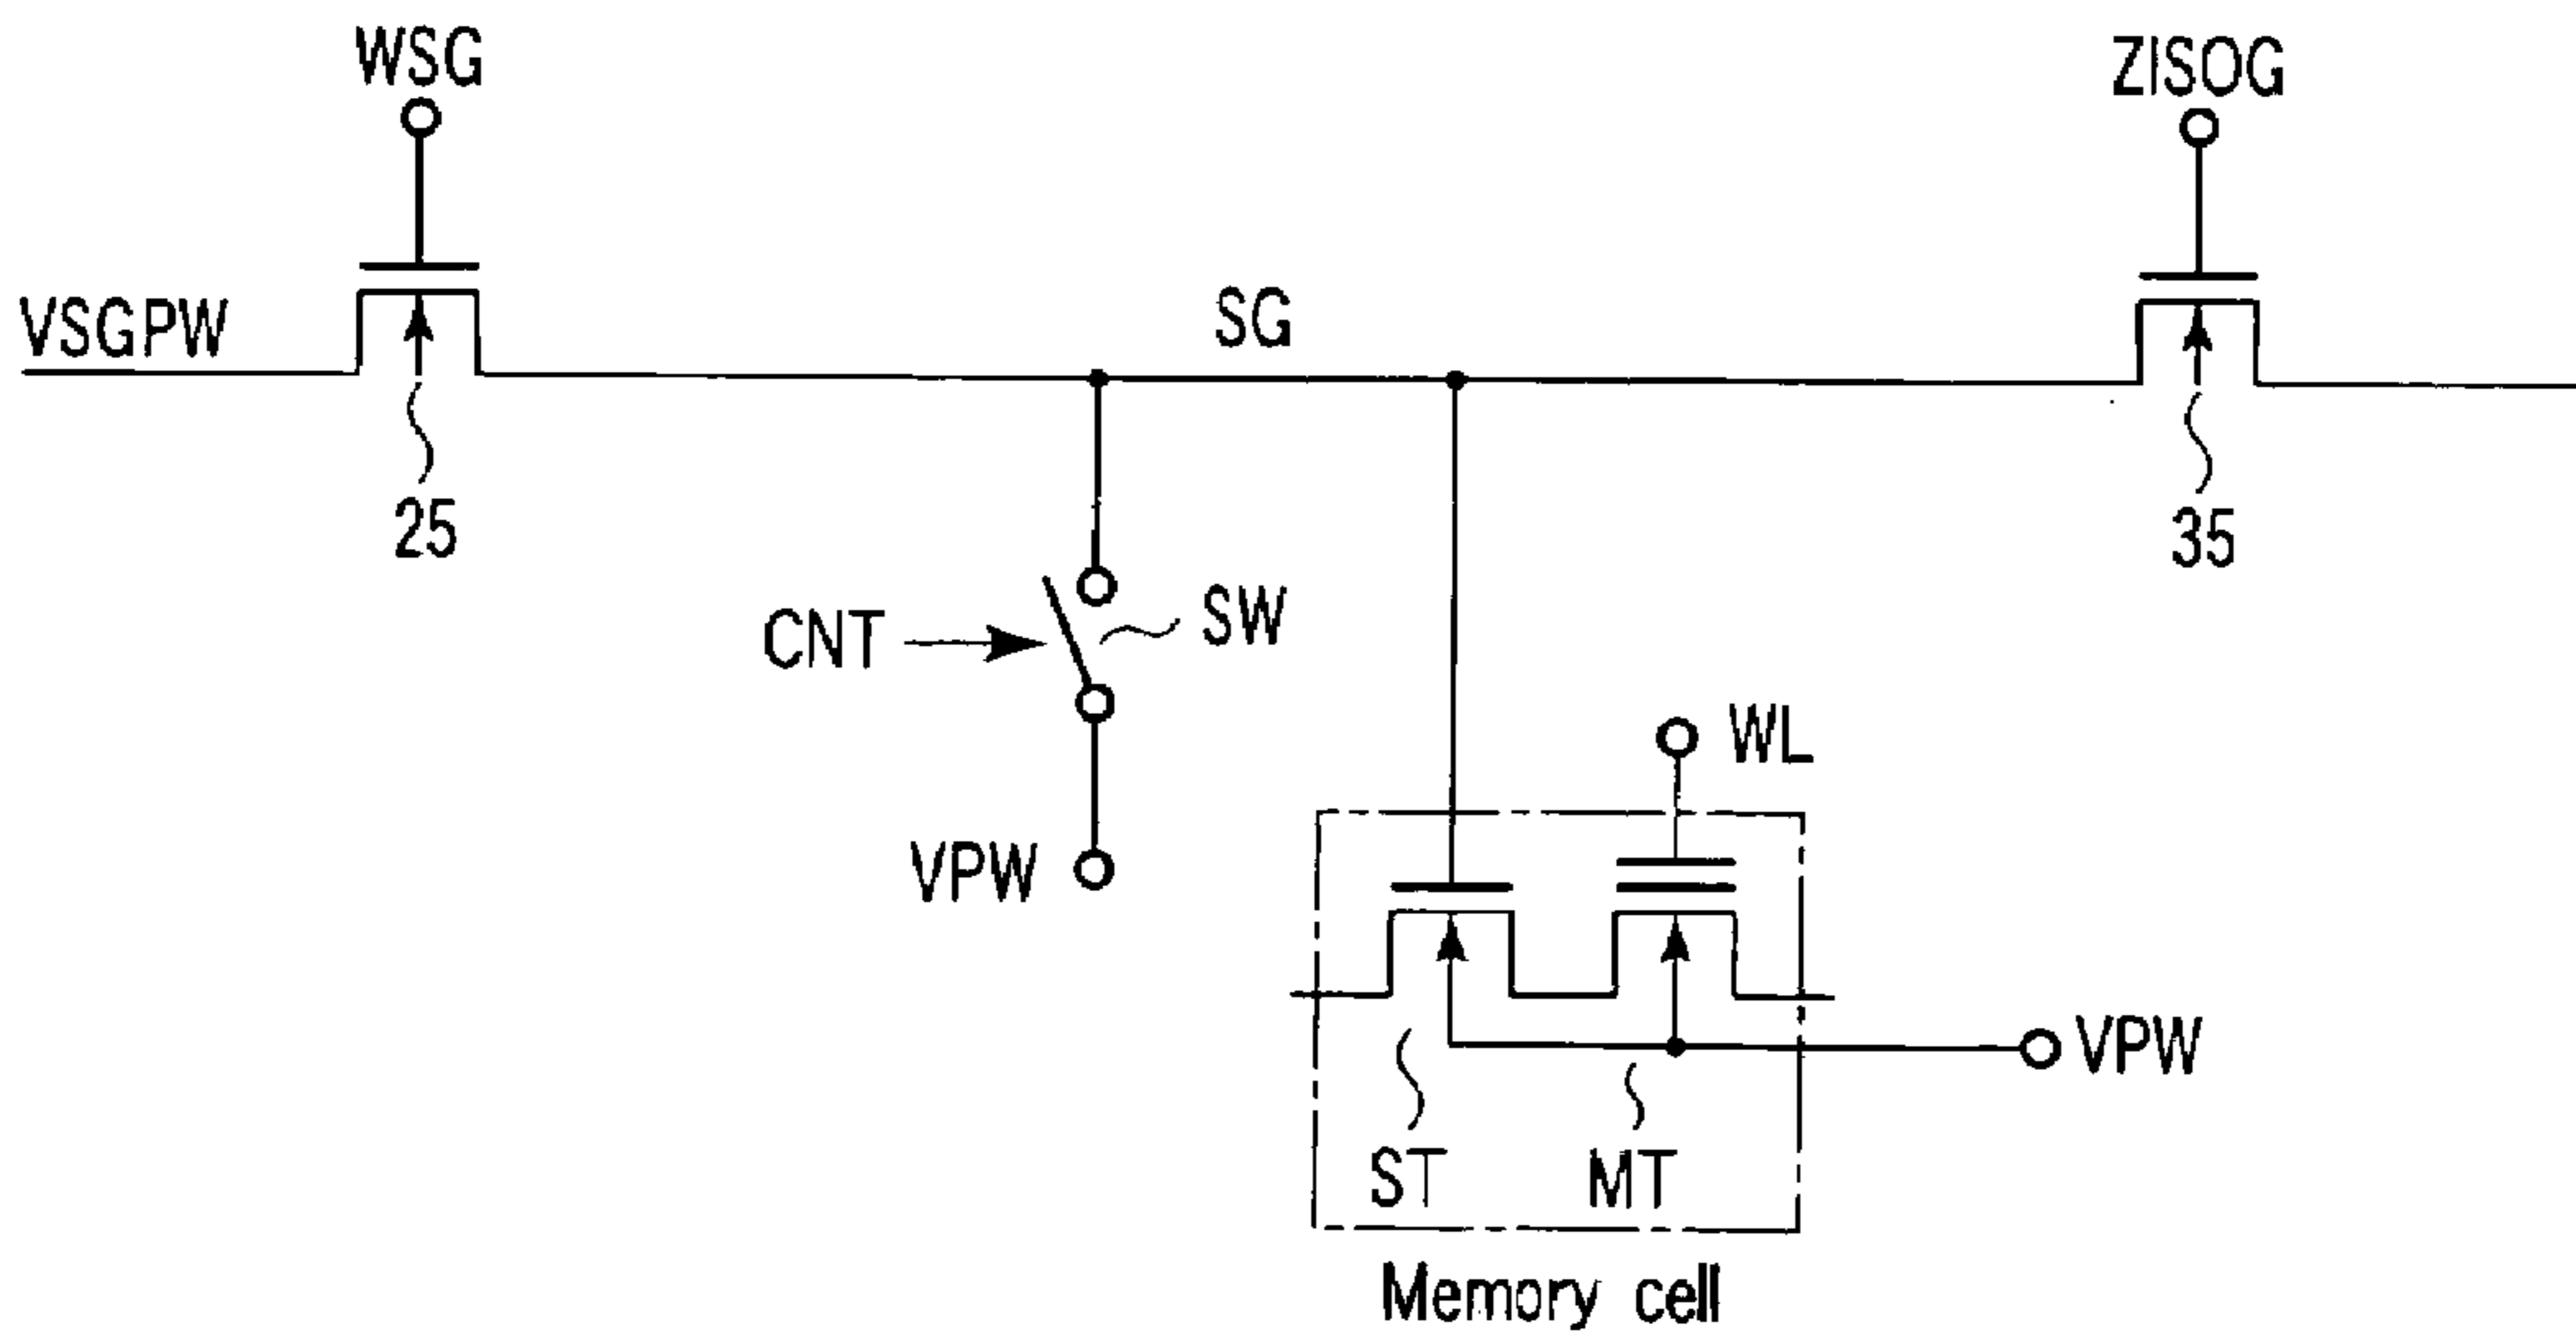 WSG
ZISOG
VSGPW
SG
25
35
CNT
SW
WL
VPW
VPW
ST
MT
Memory cell